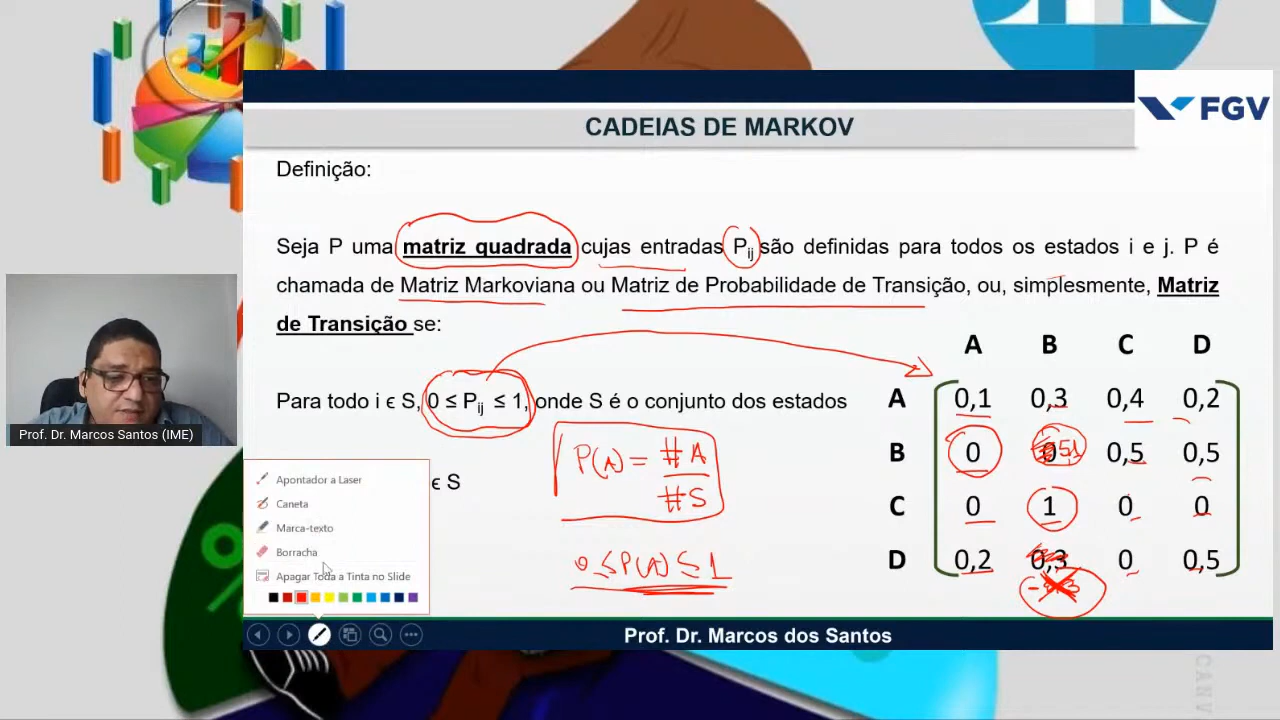 FGV
CADEIAS DE MARKOV
Definição:
Seja P uma matriz quadrada cujas entradas Pij são definidas para todos os estados i e j. P é
chamada de Matriz Markoviana ou Matriz de Probabilidade de Transição, ou, simplesmente, Matriz
de Transição se:
Para todo i ϵ S, 0 ≤ Pij ≤ 1, onde S é o conjunto dos estados
ϵ S
P(A) = #A
#S
0 ≤ P(A) ≤ 1
A B C D
A 0,1 0,3 0,4 0,2
B 0 0 0,5 0,5
C 0 1 0 0
D 0,2 0,3 0 0,5
Prof. Dr. Marcos Santos (IME)
Apontador a Laser
Caneta
Marca-texto
Borracha
Apagar Toda a Tinta no Slide
Prof. Dr. Marcos dos Santos
%
CANV